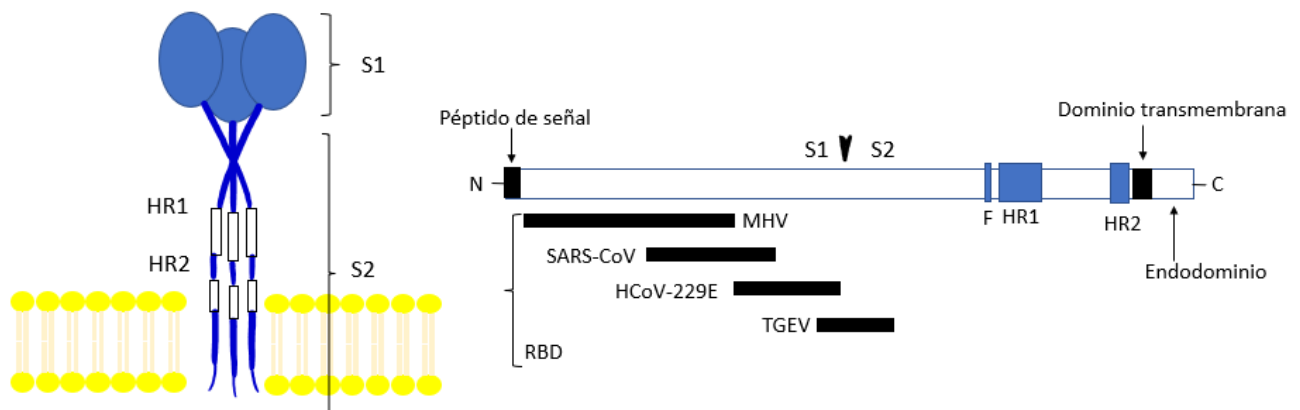 S1
HR1
HR2
S2
Péptido de señal
Dominio transmembrana
S1 S2
N
C
F HR1 HR2
MHV
SARS-CoV
HCoV-229E
TGEV
RBD
Endodominio